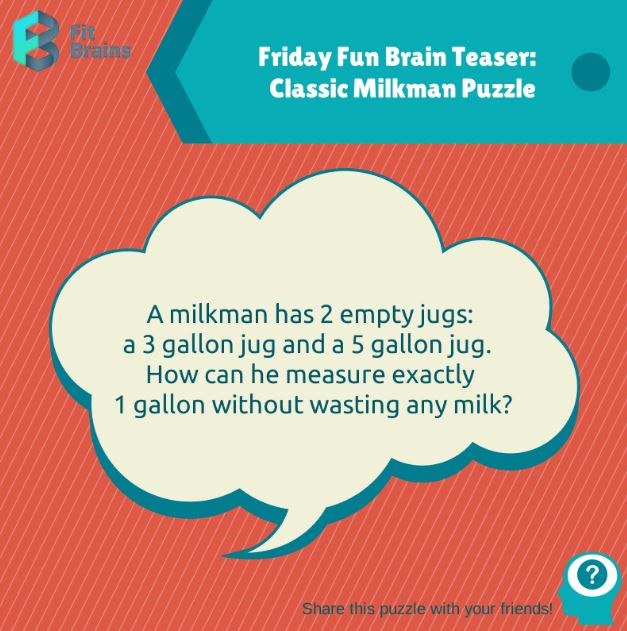 Fit
Brains
Friday Fun Brain Teaser:
Classic Milkman Puzzle
A milkman has 2 empty jugs:
a 3 gallon jug and a 5 gallon jug.
How can he measure exactly
1 gallon without wasting any milk?
?
Share this puzzle with your friends!